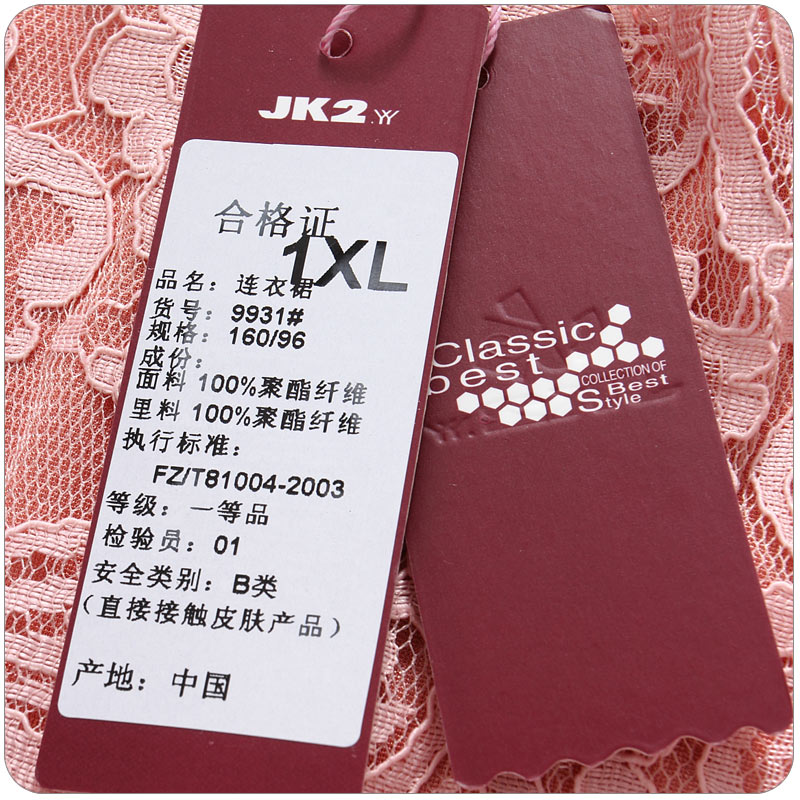 JK2.YY
合格证
1XL
品名：连衣裙
货号：9931#
规格：160/96
成份：
面料 100%聚酯纤维
里料 100%聚酯纤维
执行标准：
FZ/T81004-2003
等级：一等品
检验员：01
安全类别：B类
（直接接触皮肤产品）
产地：中国
Classic
best
COLLECTION OF
Best
Style